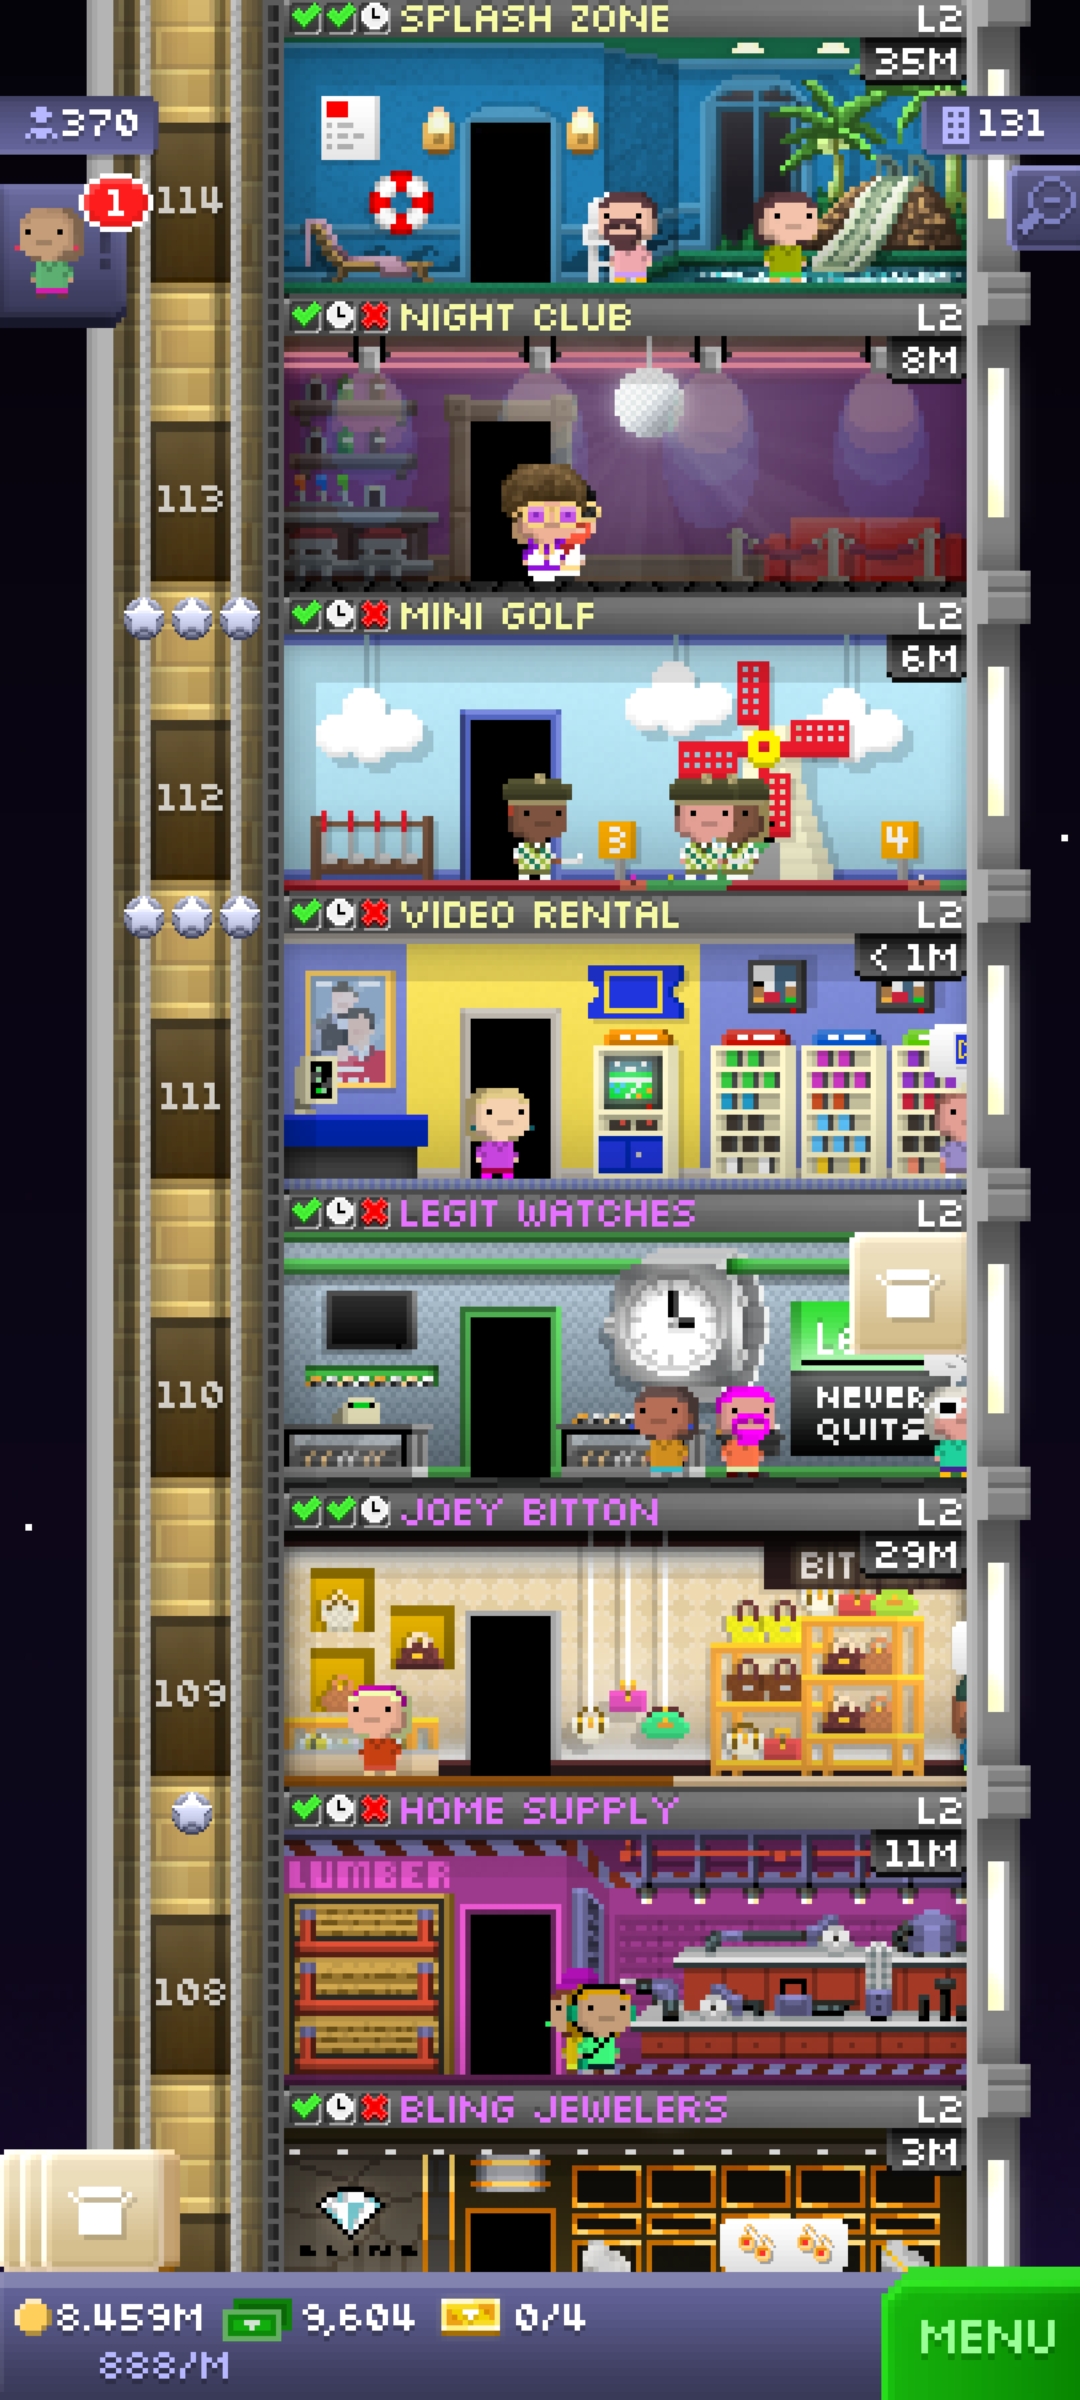 SPLASH ZONE L2
35M
370
131
1
114
NIGHT CLUB L2
8M
113
MINI GOLF L2
6M
112
3
4
VIDEO RENTAL L2
< 1M
111
LEGIT WATCHES L2
NEVER
QUITS
110
JOEY BITTON L2
BIT
29M
109
HOME SUPPLY L2
11M
LUMBER
108
BLING JEWELERS L2
3M
8.459M 9,604 0/4
888/M
MENU